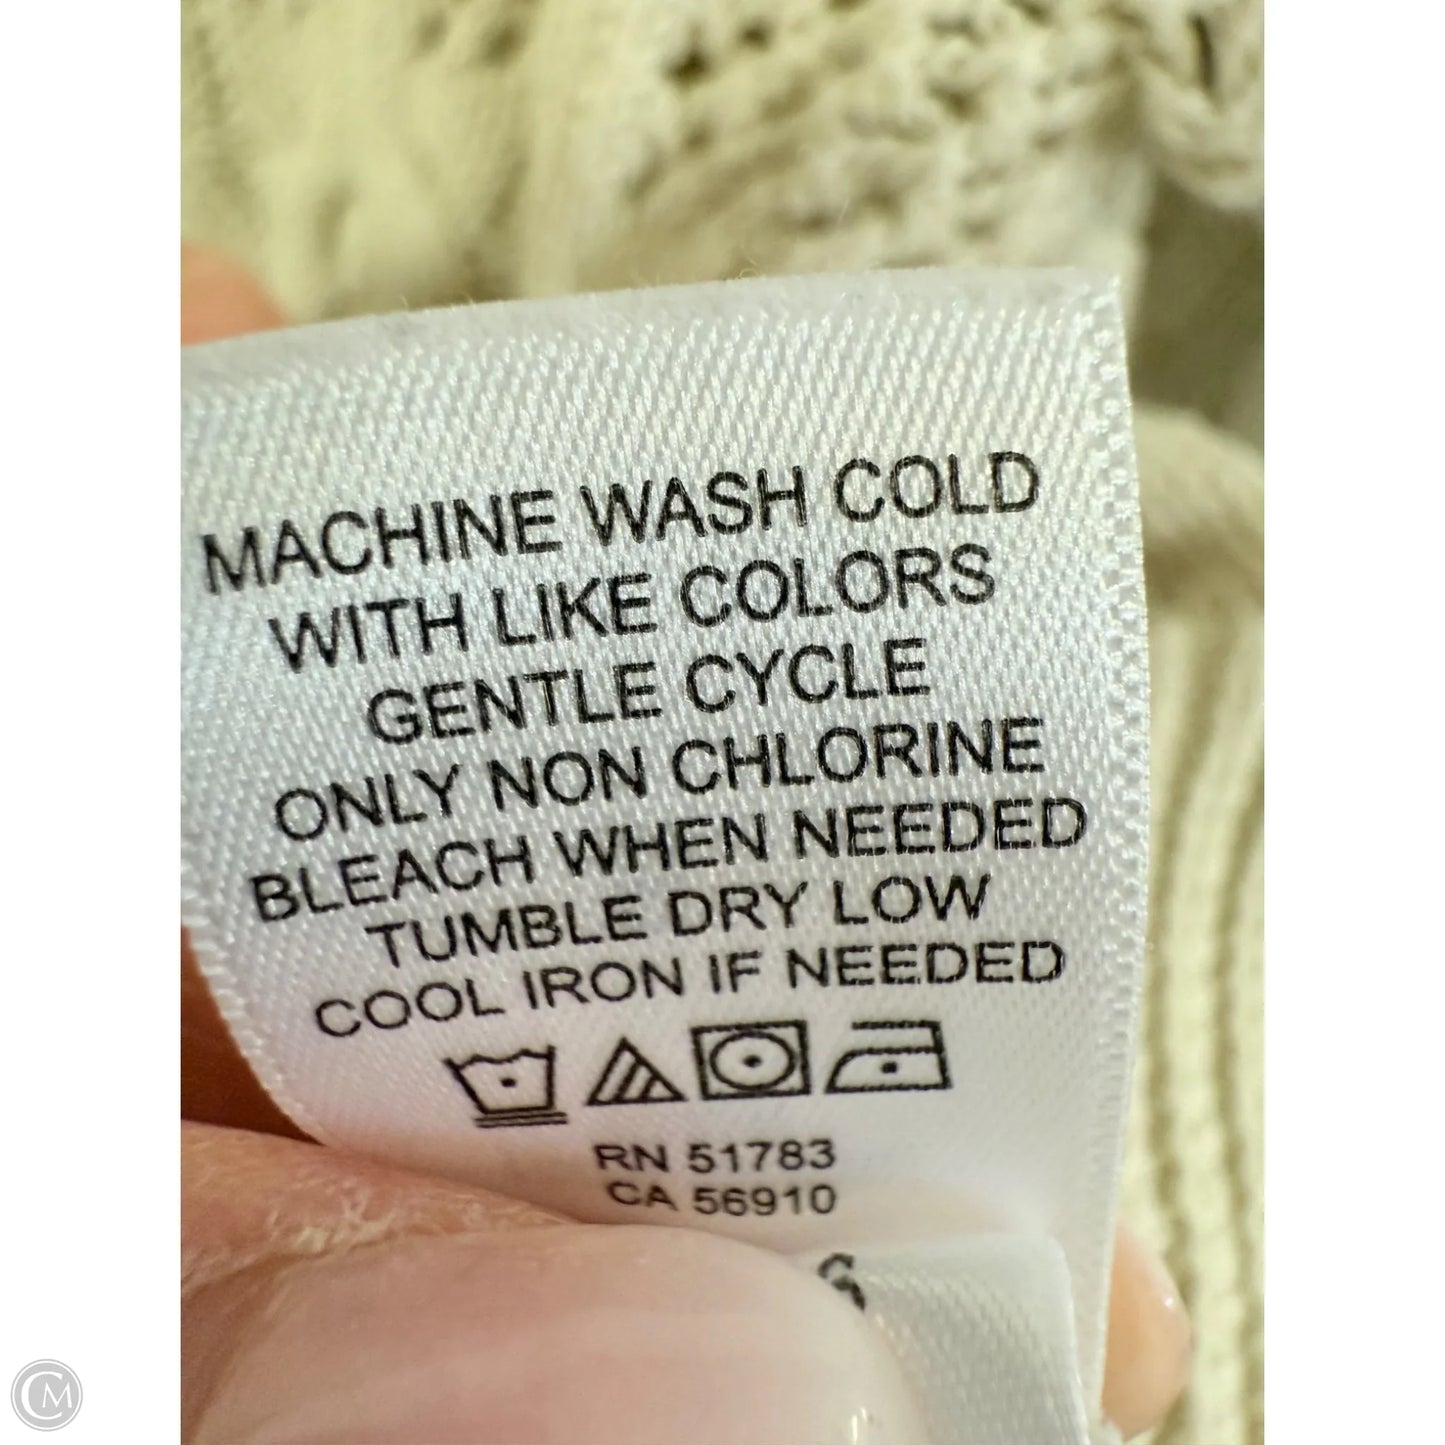 MACHINE WASH COLD
WITH LIKE COLORS
GENTLE CYCLE
ONLY NON CHLORINE
BLEACH WHEN NEEDED
TUMBLE DRY LOW
COOL IRON IF NEEDED
RN 51783
CA 56910
CM